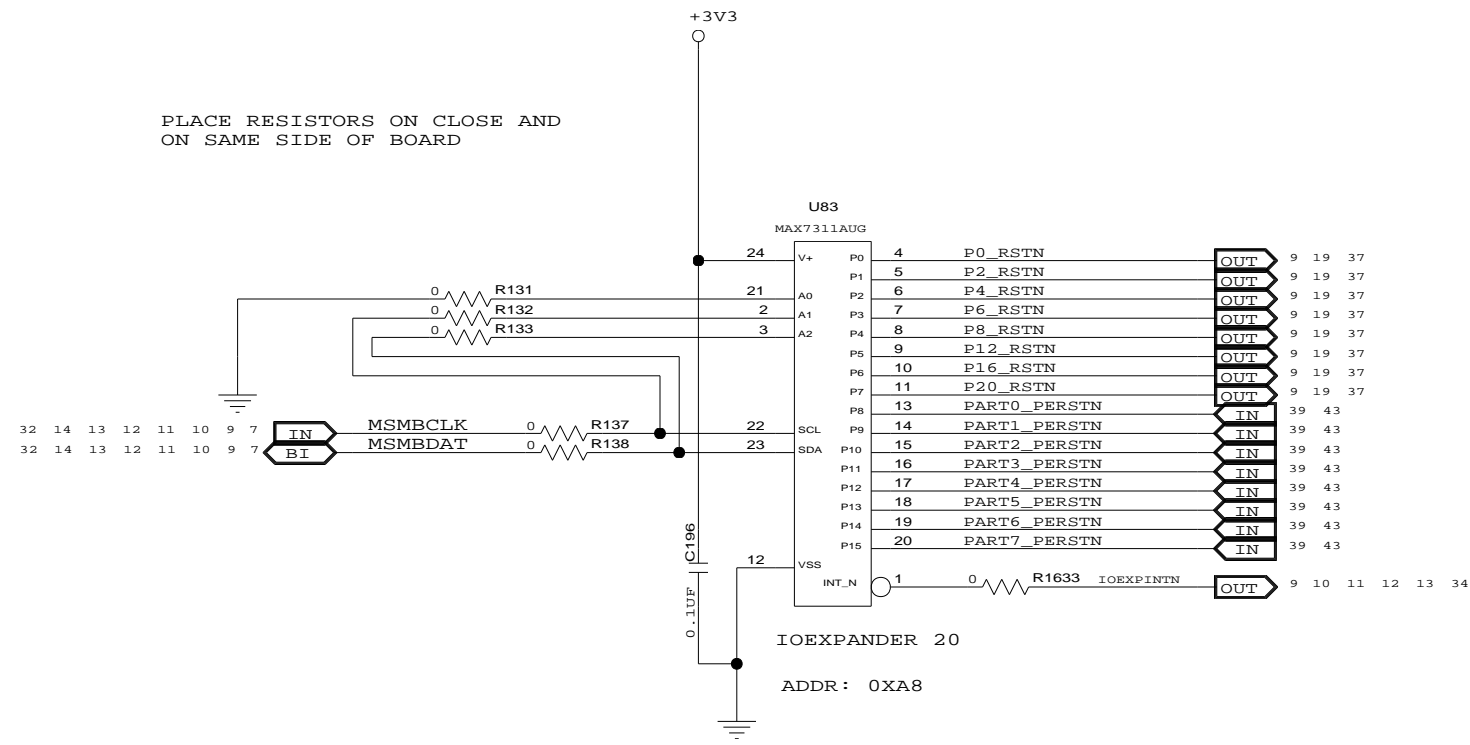 +3V3
PLACE RESISTORS ON CLOSE AND
ON SAME SIDE OF BOARD
U83
MAX7311AUG
24 V+ P0 4 P0_RSTN OUT 9 19 37
P1 5 P2_RSTN OUT 9 19 37
0 R131 21 A0 P2 6 P4_RSTN OUT 9 19 37
0 R132 2 A1 P3 7 P6_RSTN OUT 9 19 37
0 R133 3 A2 P4 8 P8_RSTN OUT 9 19 37
P5 9 P12_RSTN OUT 9 19 37
P6 10 P16_RSTN OUT 9 19 37
P7 11 P20_RSTN OUT 9 19 37
P8 13 PART0_PERSTN IN 39 43
32 14 13 12 11 10 9 7 IN MSMBCLK 0 R137 22 SCL P9 14 PART1_PERSTN IN 39 43
32 14 13 12 11 10 9 7 BI MSMBDAT 0 R138 23 SDA P10 15 PART2_PERSTN IN 39 43
P11 16 PART3_PERSTN IN 39 43
P12 17 PART4_PERSTN IN 39 43
P13 18 PART5_PERSTN IN 39 43
P14 19 PART6_PERSTN IN 39 43
P15 20 PART7_PERSTN IN 39 43
C196
0.1UF
12 VSS
INT_N 1 0 R1633 IOEXPINTN OUT 9 10 11 12 13 34
IOEXPANDER 20
ADDR: 0XA8